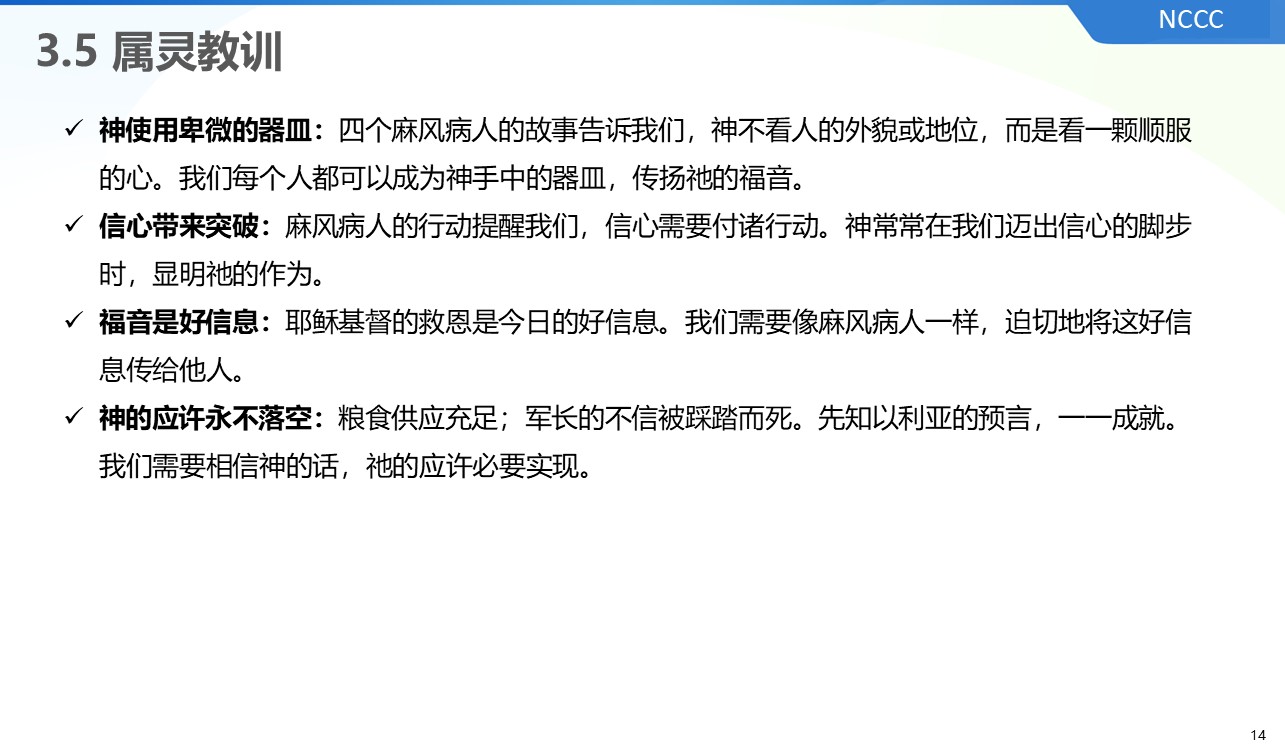 NCCC
3.5 属灵教训
✓ 神使用卑微的器皿：四个麻风病人的故事告诉我们，神不看人的外貌或地位，而是看一颗顺服
的心。我们每个人都可以成为神手中的器皿，传扬祂的福音。
✓ 信心带来突破：麻风病人的行动提醒我们，信心需要付诸行动。神常常在我们迈出信心的脚步
时，显明祂的作为。
✓ 福音是好信息：耶稣基督的救恩是今日的好信息。我们需要像麻风病人一样，迫切地将这好信
息传给他人。
✓ 神的应许永不落空：粮食供应充足；军长的不信被踩踏而死。先知以利亚的预言，一一成就。
我们需要相信神的话，祂的应许必要实现。
14